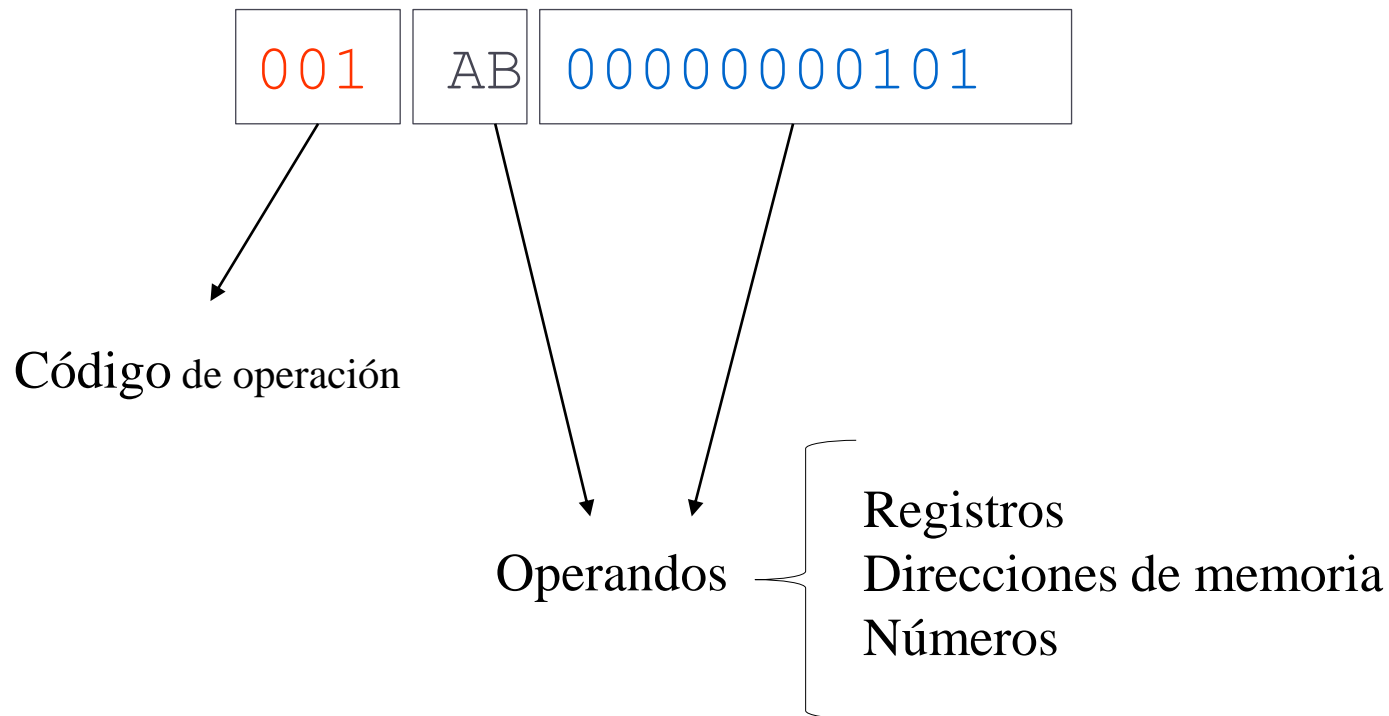 001 AB 00000000101
Código de operación
Registros
Operandos Direcciones de memoria
Números